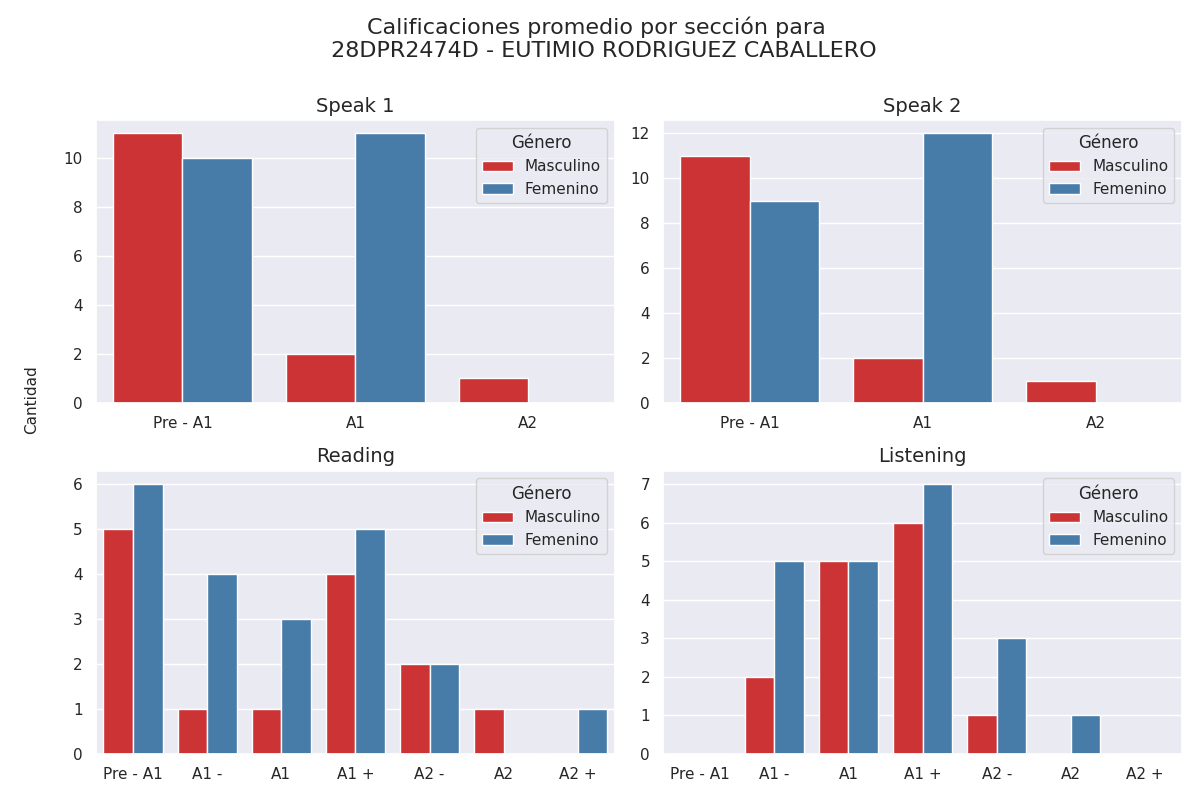 Calificaciones promedio por sección para
28DPR2474D - EUTIMIO RODRIGUEZ CABALLERO
Cantidad
Speak 1
10
8
6
4
2
0
Pre - A1 A1 A2
Género
Masculino
Femenino
Speak 2
12
10
8
6
4
2
0
Pre - A1 A1 A2
Género
Masculino
Femenino
Reading
6
5
4
3
2
1
0
Pre - A1 A1 - A1 A1 + A2 - A2 A2 +
Género
Masculino
Femenino
Listening
7
6
5
4
3
2
1
0
Pre - A1 A1 - A1 A1 + A2 - A2 A2 +
Género
Masculino
Femenino